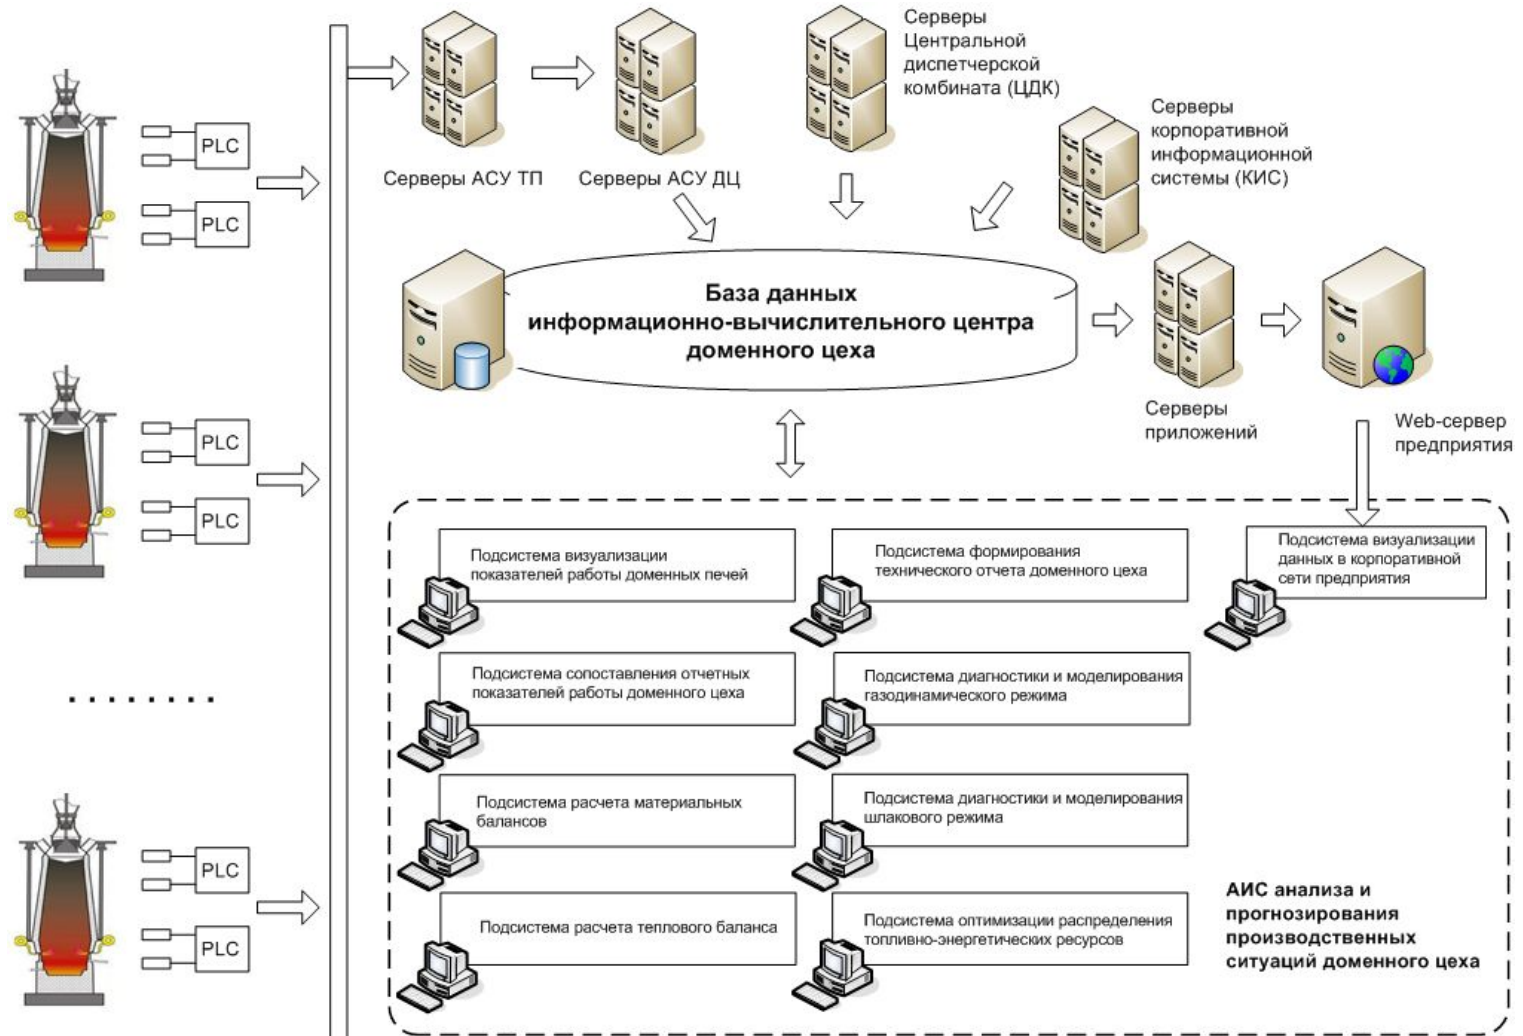 Серверы
Центральной
диспетчерской
комбината (ЦДК)
Серверы
корпоративной
информационной
системы (КИС)
Серверы АСУ ТП
Серверы АСУ ДЦ
PLC
PLC
База данных
информационно-вычислительного центра
доменного цеха
Серверы
приложений
Web-сервер
предприятия
PLC
PLC
Подсистема визуализации
показателей работы доменных печей
Подсистема формирования
технического отчета доменного цеха
Подсистема визуализации
данных в корпоративной
сети предприятия
Подсистема сопоставления отчетных
показателей работы доменного цеха
Подсистема диагностики и моделирования
газодинамического режима
........
Подсистема расчета материальных
балансов
Подсистема диагностики и моделирования
шлакового режима
PLC
PLC
Подсистема расчета теплового баланса
Подсистема оптимизации распределения
топливно-энергетических ресурсов
АИС анализа и
прогнозирования
производственных
ситуаций доменного цеха